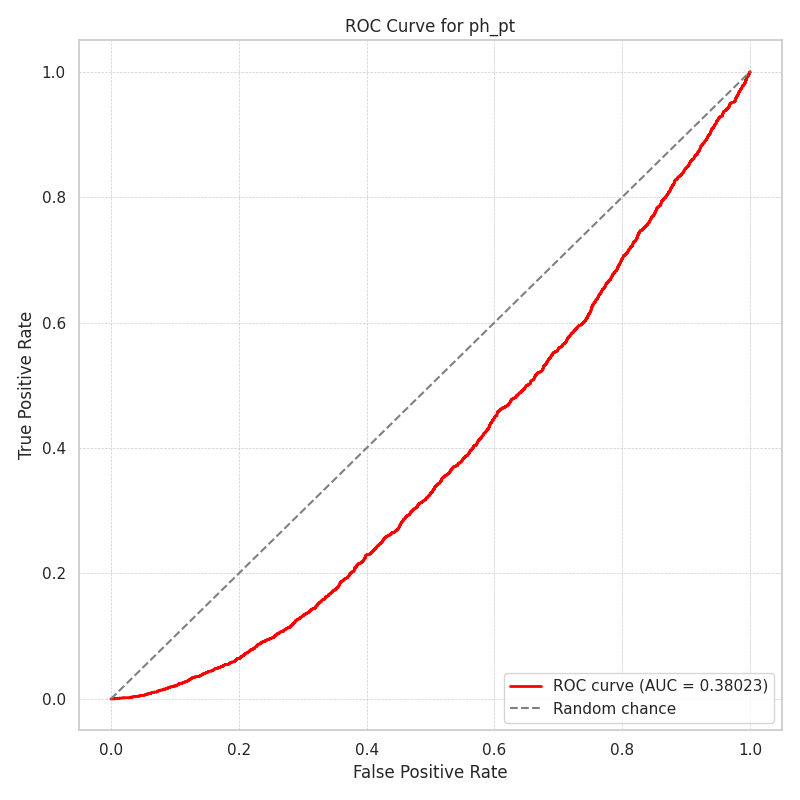 ROC Curve for ph_pt
True Positive Rate
1.0
0.8
0.6
0.4
0.2
0.0
ROC curve (AUC = 0.38023)
Random chance
0.0 0.2 0.4 0.6 0.8 1.0
False Positive Rate